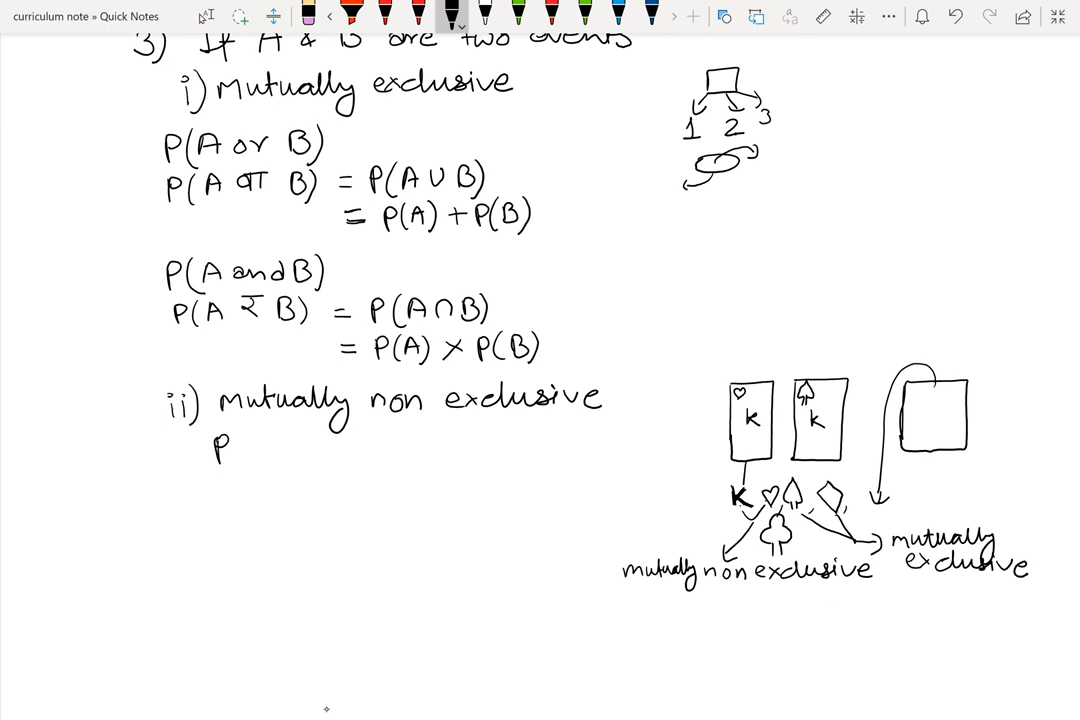 curriculum note » Quick Notes
3) If A & B are two events
i) Mutually exclusive
P(A or B)
P(A वा B) = P(A ∪ B)
= P(A) + P(B)
P(A and B)
P(A र B) = P(A ∩ B)
= P(A) × P(B)
ii) Mutually non exclusive
P
1 2 3
K K
K
mutually exclusive
mutually non exclusive